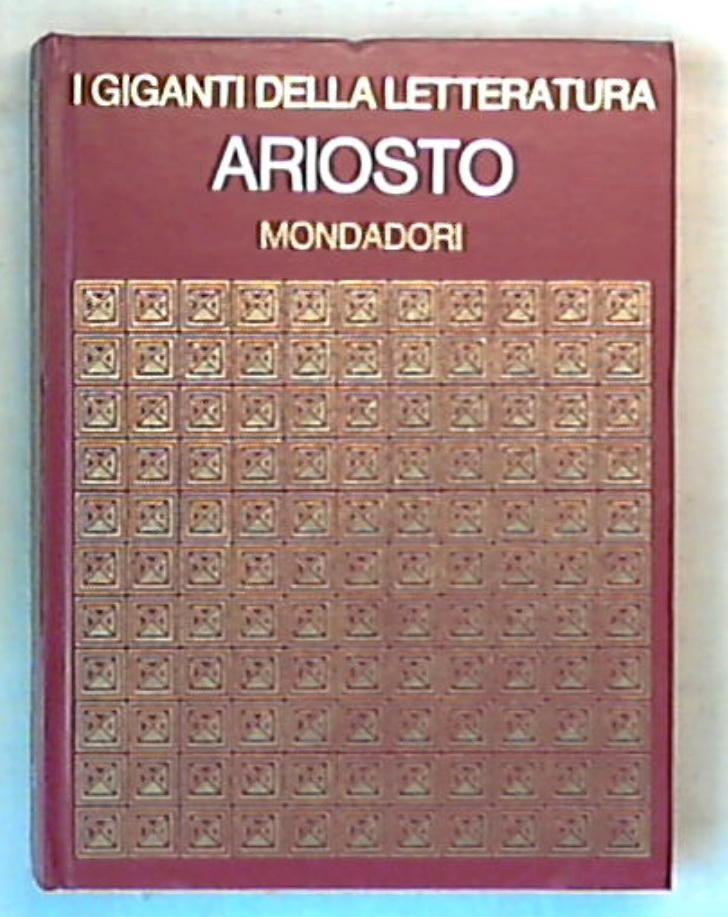 I GIGANTI DELLA LETTERATURA
ARIOSTO
MONDADORI